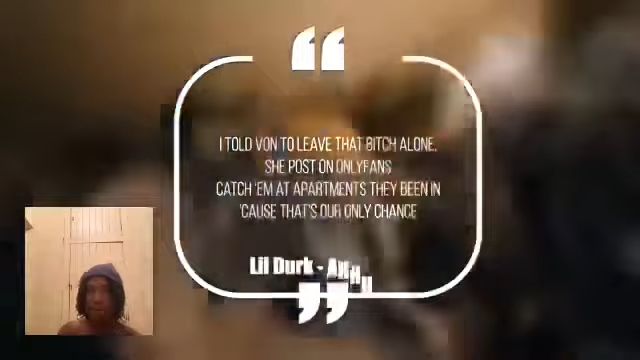 I TOLD VON TO LEAVE THAT BITCH ALONE,
SHE POST ON ONLYFANS
CATCH 'EM AT APARTMENTS THEY BEEN IN
'CAUSE THAT'S OUR ONLY CHANCE
Lil Durk -